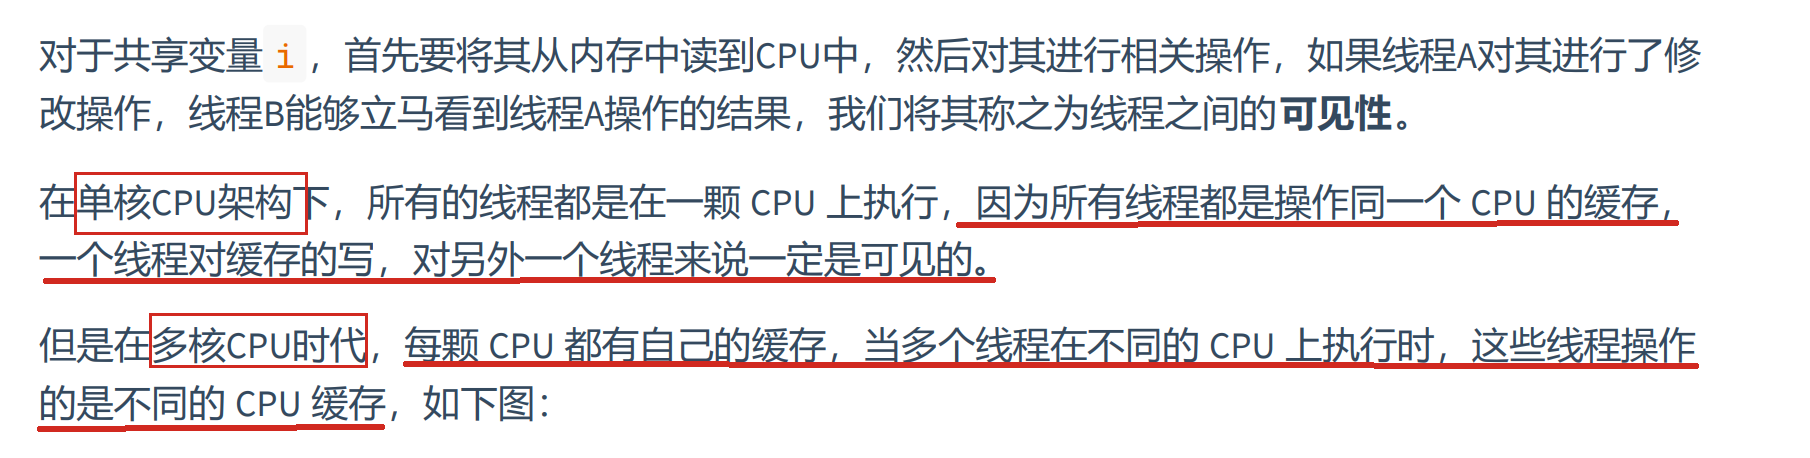 对于共享变量 i ，首先要将其从内存中读到CPU中，然后对其进行相关操作，如果线程A对其进行了修
改操作，线程B能够立马看到线程A操作的结果，我们将其称之为线程之间的可见性。
在单核CPU架构下，所有的线程都是在一颗 CPU 上执行，因为所有线程都是操作同一个 CPU 的缓存，
一个线程对缓存的写，对另外一个线程来说一定是可见的。
但是在多核CPU时代，每颗 CPU 都有自己的缓存，当多个线程在不同的 CPU 上执行时，这些线程操作
的是不同的 CPU 缓存，如下图：